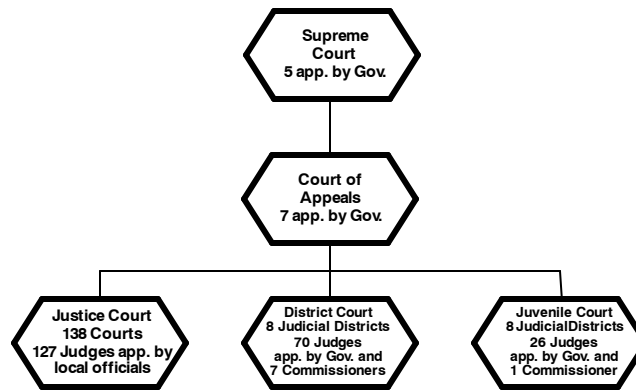 Supreme
Court
5 app. by Gov.
Court of
Appeals
7 app. by Gov.
Justice Court
138 Courts
127 Judges app. by
local officials
District Court
8 Judicial Districts
70 Judges
app. by Gov. and
7 Commissioners
Juvenile Court
8 JudicialDistricts
26 Judges
app. by Gov. and
1 Commissioner